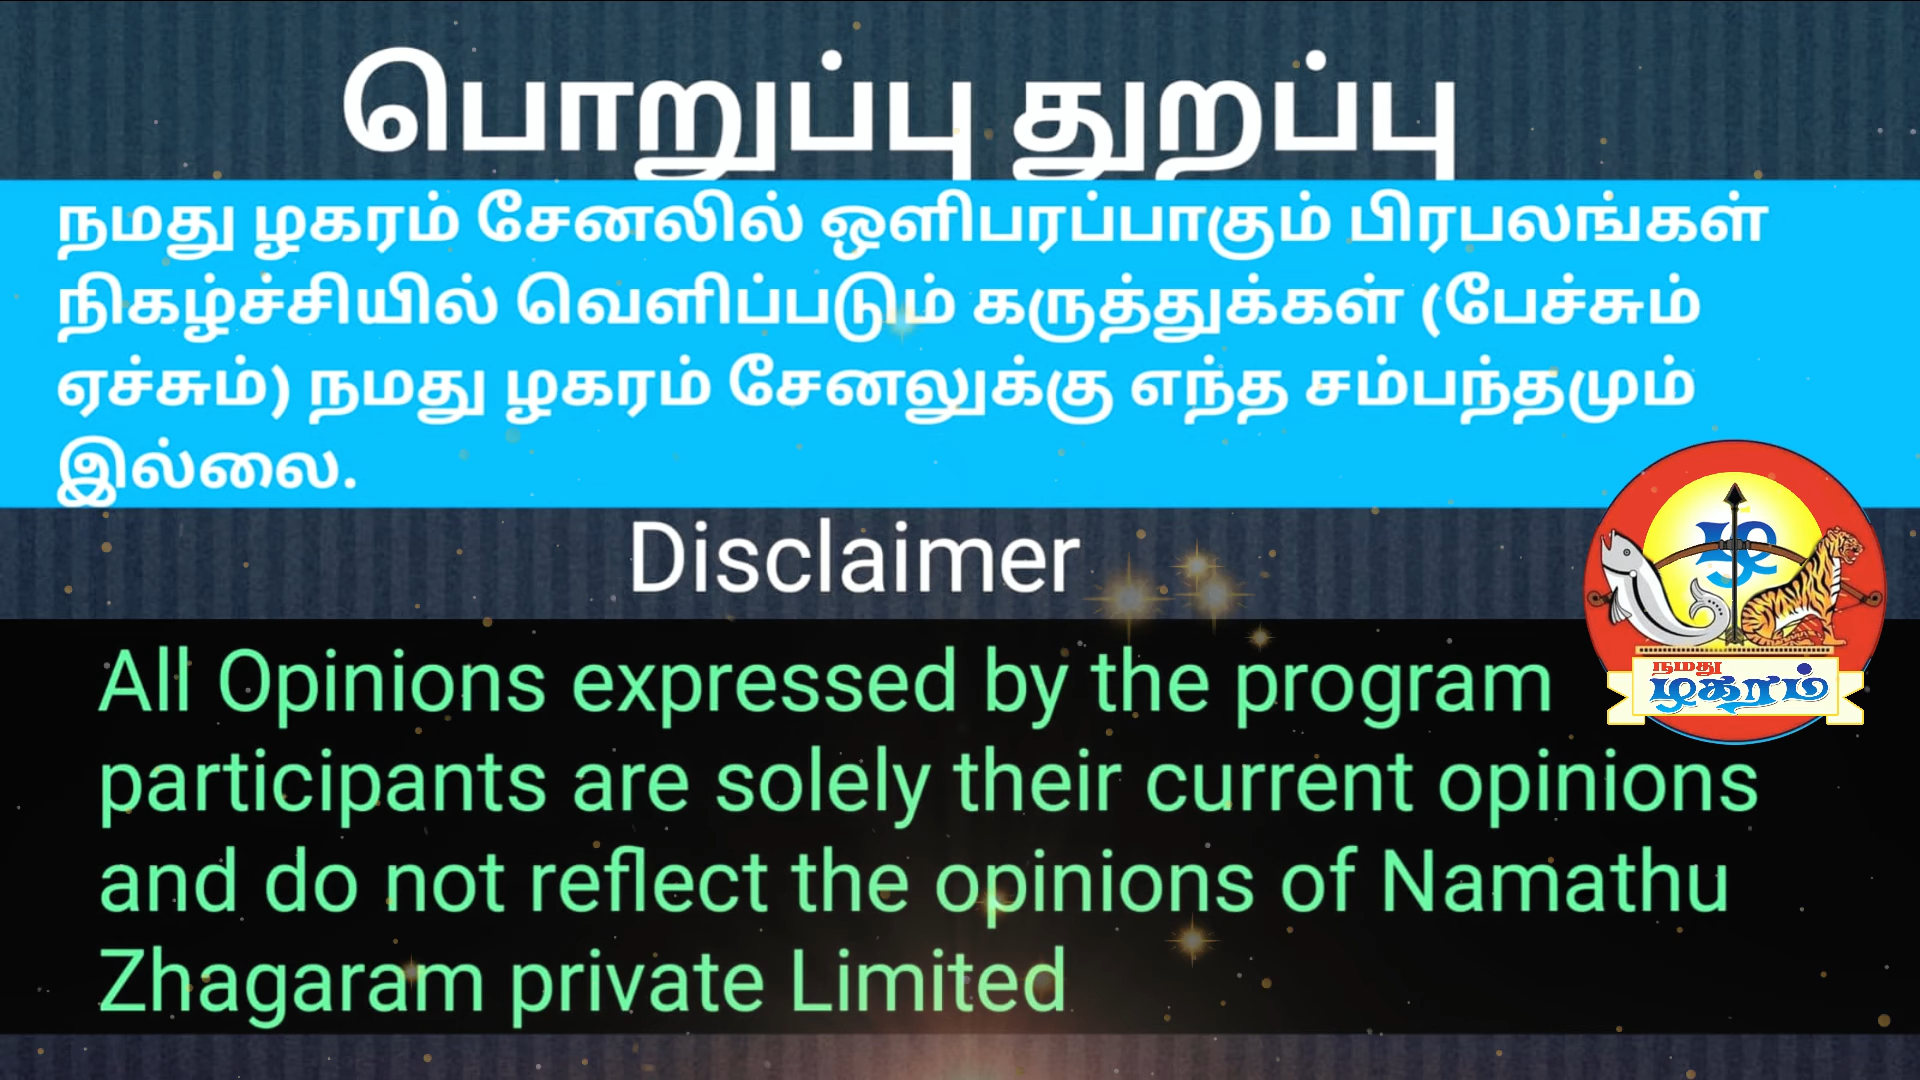 பொறுப்பு துறப்பு
நமது ழகரம் சேனலில் ஒளிபரப்பாகும் பிரபலங்கள்
நிகழ்ச்சியில் வெளிப்படும் கருத்துக்கள் (பேச்சும்
ஏச்சும்) நமது ழகரம் சேனலுக்கு எந்த சம்பந்தமும்
இல்லை.
Disclaimer
All Opinions expressed by the program
participants are solely their current opinions
and do not reflect the opinions of Namathu
Zhagaram private Limited
ழ
நமது
ழகரம்